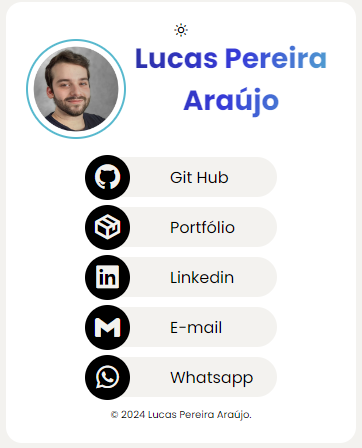 Lucas Pereira
Araújo
Git Hub
Portfólio
Linkedin
E-mail
Whatsapp
© 2024 Lucas Pereira Araújo.